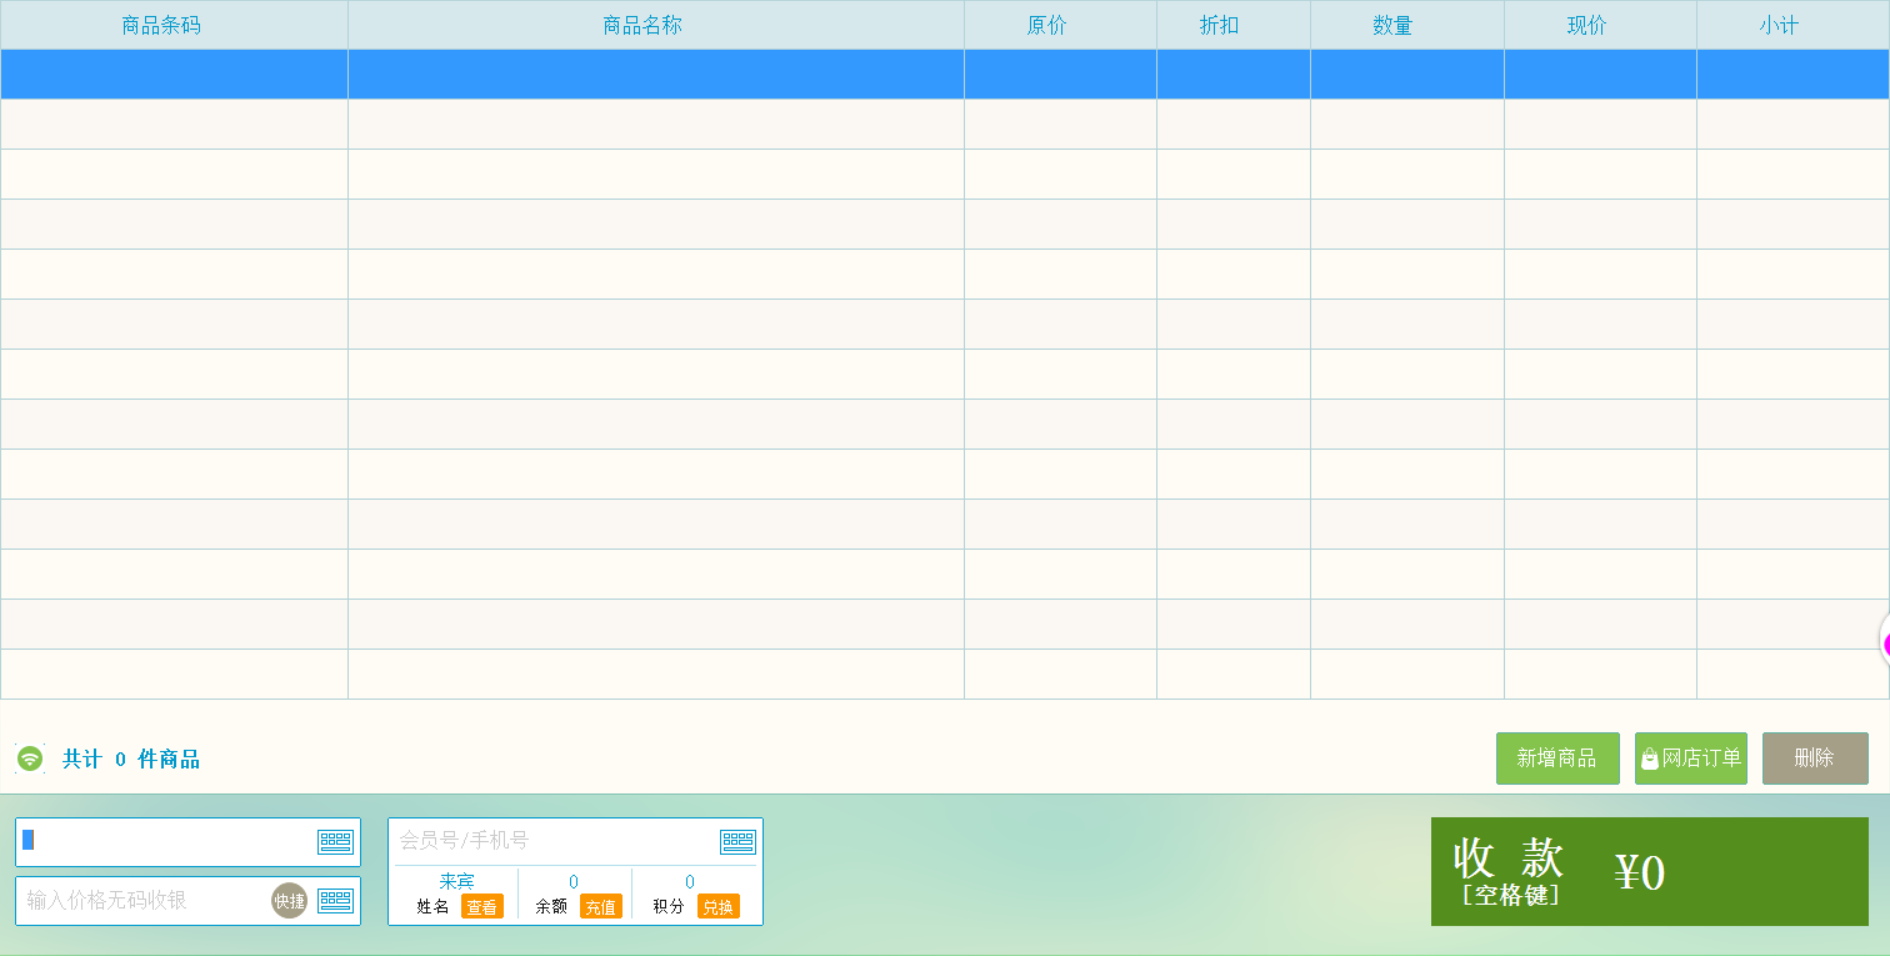 商品条码 商品名称 原价 折扣 数量 现价 小计
共计 0 件商品
新增商品 网店订单 删除
会员号/手机号
输入价格无码收银 快捷
来宾 0 0
姓名 查看 余额 充值 积分 兑换
收 款 ¥0
[空格键]